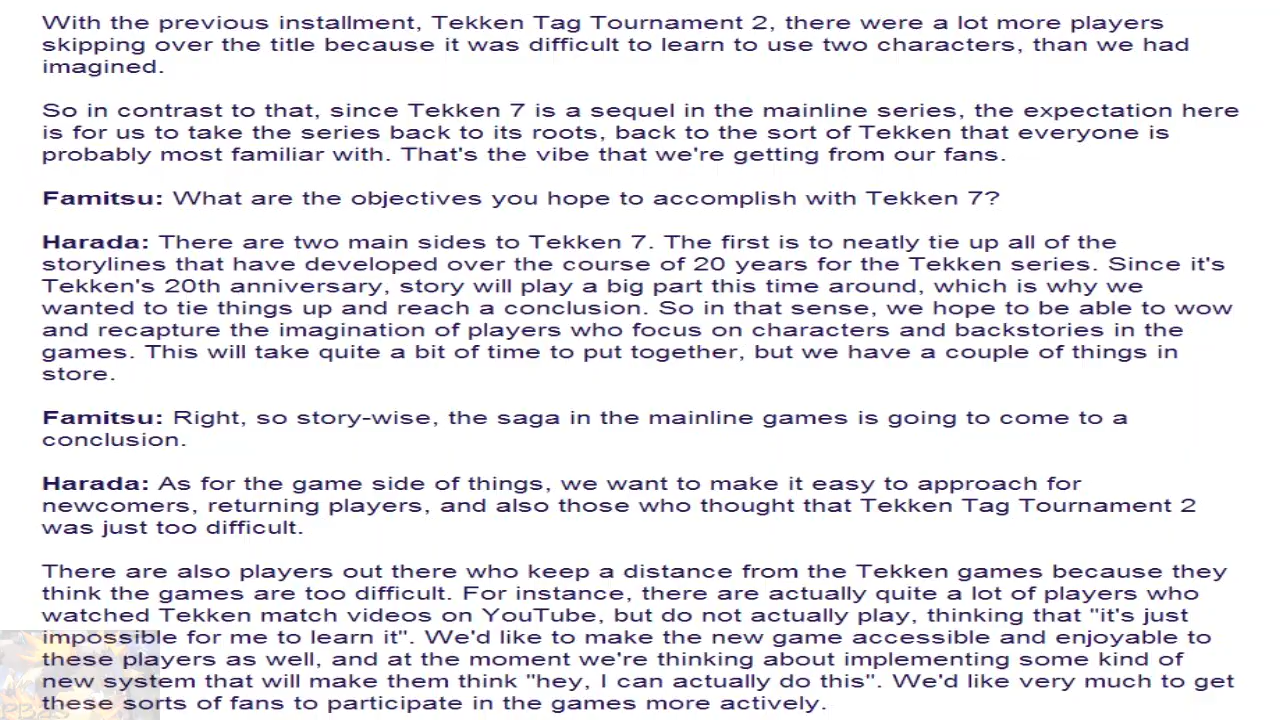 With the previous installment, Tekken Tag Tournament 2, there were a lot more players
skipping over the title because it was difficult to learn to use two characters, than we had
imagined.
So in contrast to that, since Tekken 7 is a sequel in the mainline series, the expectation here
is for us to take the series back to its roots, back to the sort of Tekken that everyone is
probably most familiar with. That's the vibe that we're getting from our fans.
Famitsu: What are the objectives you hope to accomplish with Tekken 7?
Harada: There are two main sides to Tekken 7. The first is to neatly tie up all of the
storylines that have developed over the course of 20 years for the Tekken series. Since it's
Tekken's 20th anniversary, story will play a big part this time around, which is why we
wanted to tie things up and reach a conclusion. So in that sense, we hope to be able to wow
and recapture the imagination of players who focus on characters and backstories in the
games. This will take quite a bit of time to put together, but we have a couple of things in
store.
Famitsu: Right, so story-wise, the saga in the mainline games is going to come to a
conclusion.
Harada: As for the game side of things, we want to make it easy to approach for
newcomers, returning players, and also those who thought that Tekken Tag Tournament 2
was just too difficult.
There are also players out there who keep a distance from the Tekken games because they
think the games are too difficult. For instance, there are actually quite a lot of players who
watched Tekken match videos on YouTube, but do not actually play, thinking that "it's just
impossible for me to learn it". We'd like to make the new game accessible and enjoyable to
these players as well, and at the moment we're thinking about implementing some kind of
new system that will make them think "hey, I can actually do this". We'd like very much to get
these sorts of fans to participate in the games more actively.